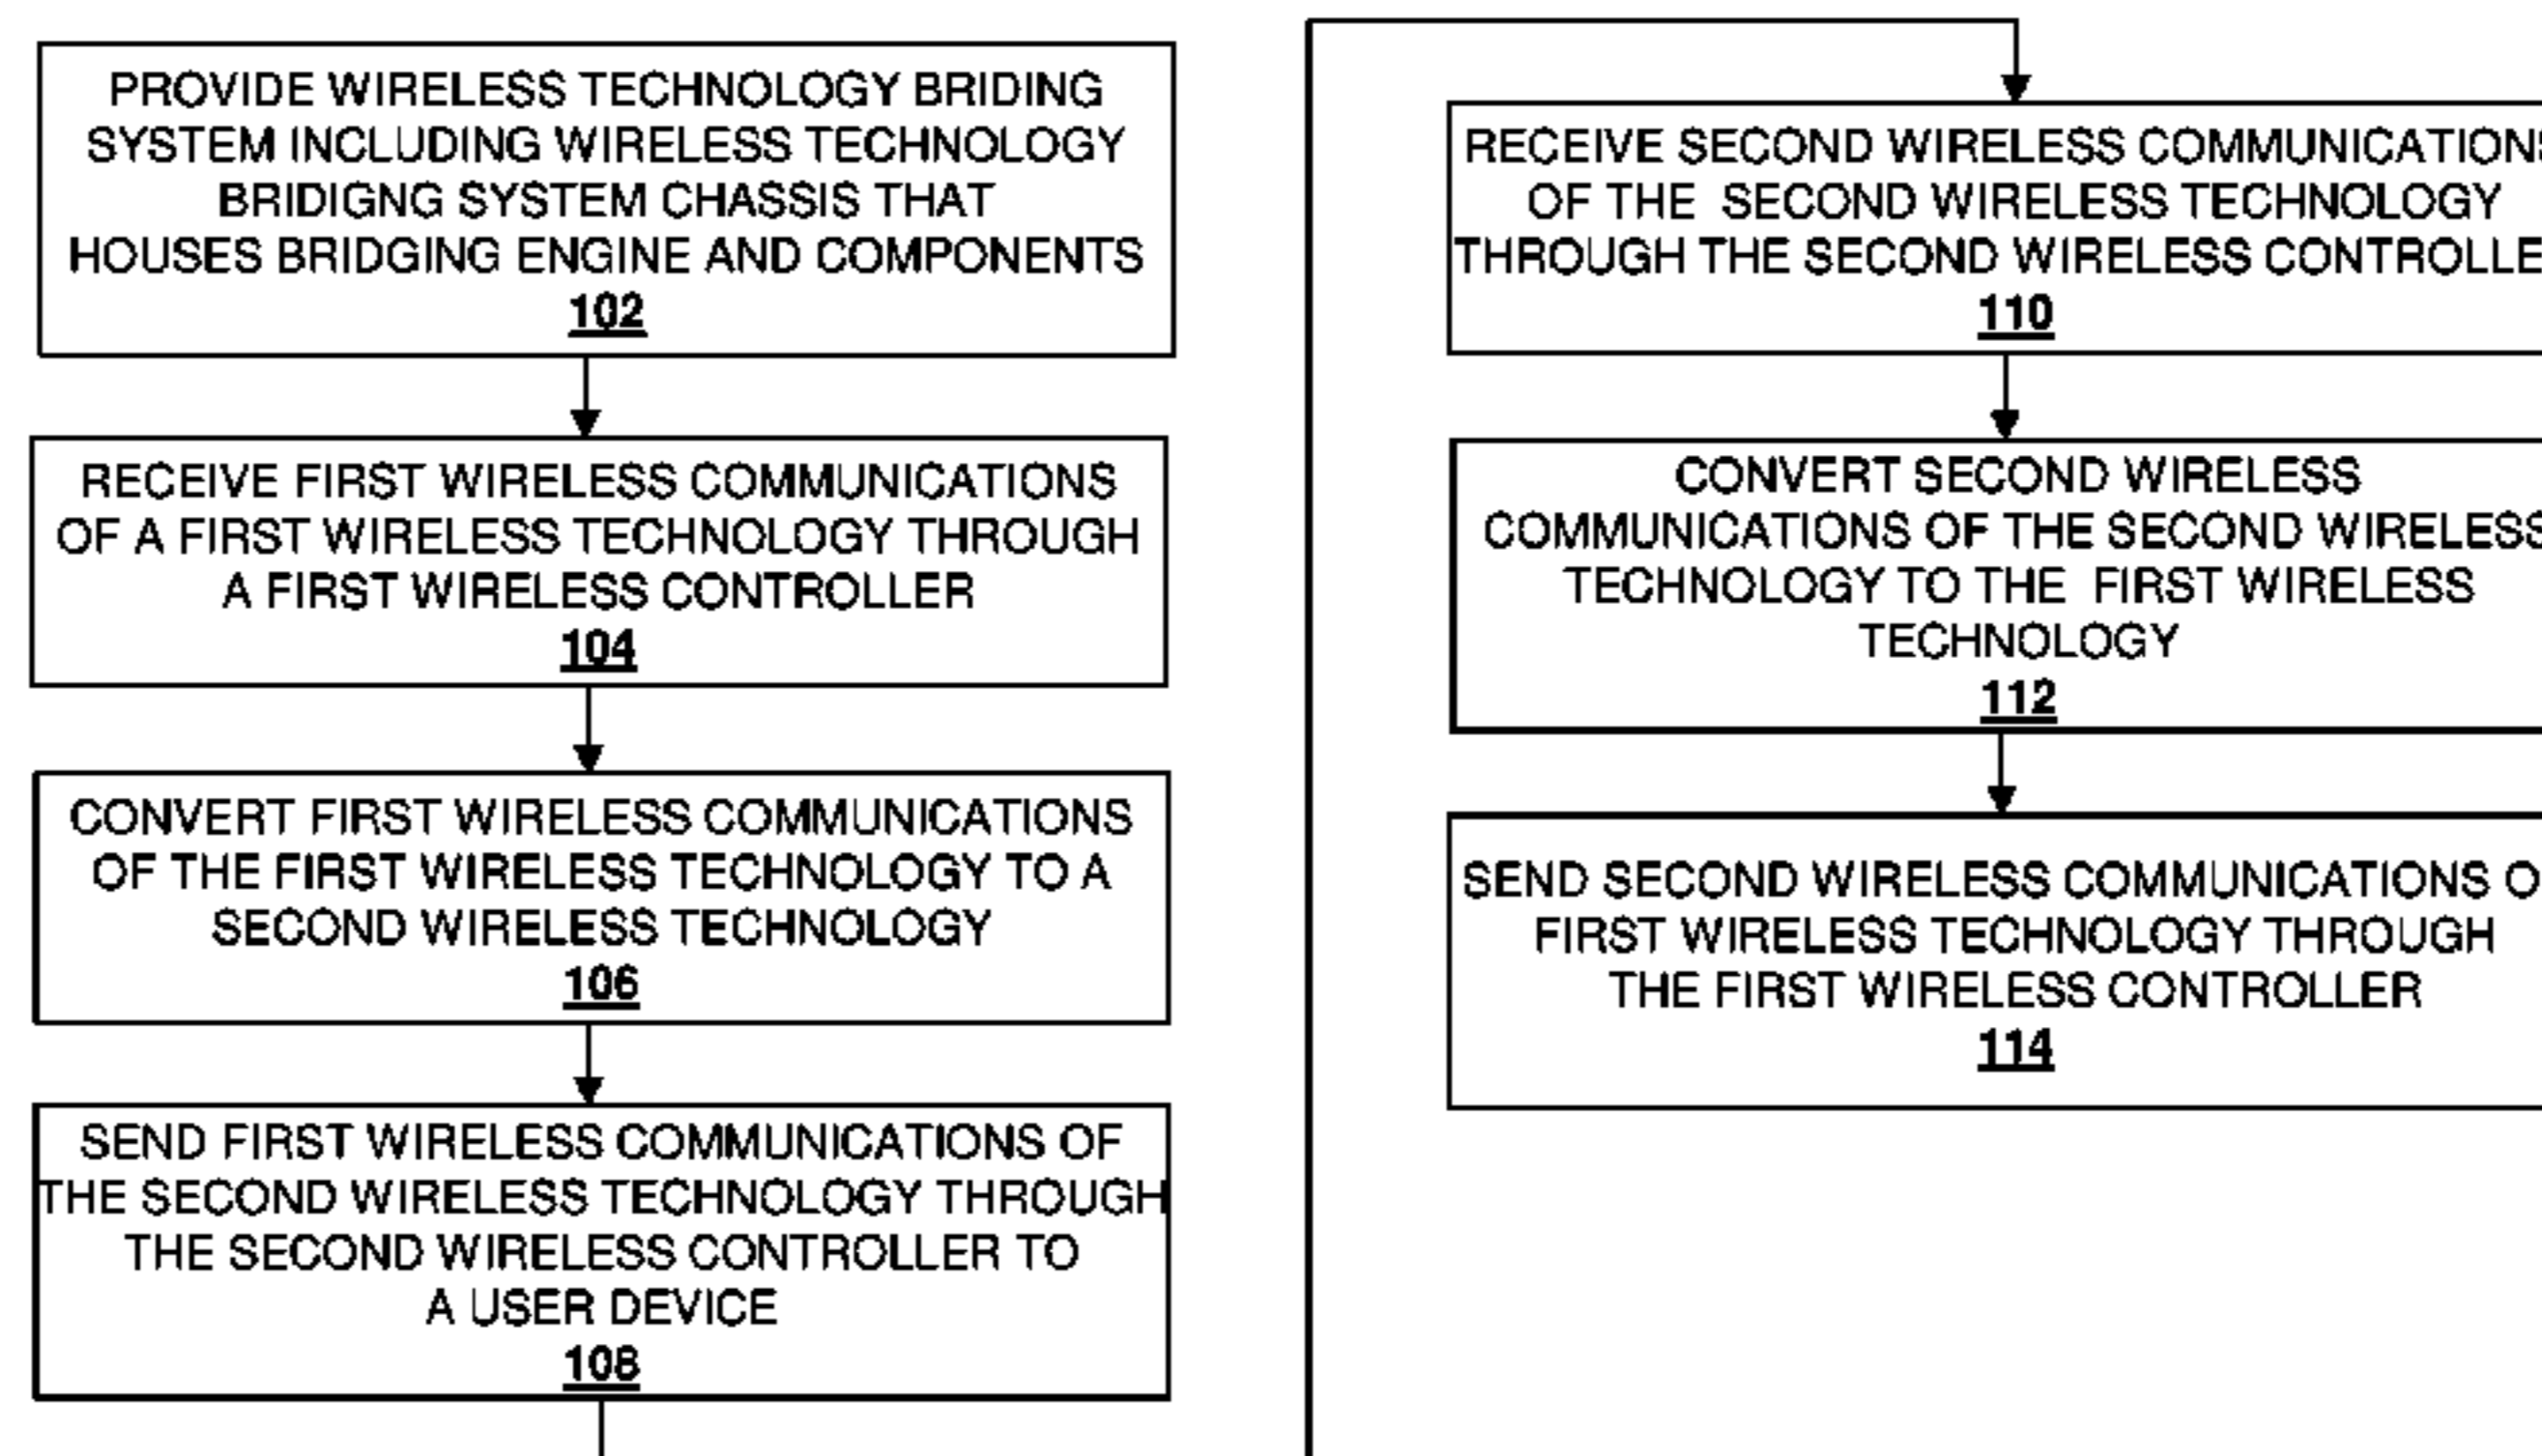 PROVIDE WIRELESS TECHNOLOGY BRIDING
SYSTEM INCLUDING WIRELESS TECHNOLOGY
BRIDIGNG SYSTEM CHASSIS THAT
HOUSES BRIDGING ENGINE AND COMPONENTS
102
RECEIVE FIRST WIRELESS COMMUNICATIONS
OF A FIRST WIRELESS TECHNOLOGY THROUGH
A FIRST WIRELESS CONTROLLER
104
CONVERT FIRST WIRELESS COMMUNICATIONS
OF THE FIRST WIRELESS TECHNOLOGY TO A
SECOND WIRELESS TECHNOLOGY
106
SEND FIRST WIRELESS COMMUNICATIONS OF
THE SECOND WIRELESS TECHNOLOGY THROUGH
THE SECOND WIRELESS CONTROLLER TO
A USER DEVICE
108
RECEIVE SECOND WIRELESS COMMUNICATIONS
OF THE SECOND WIRELESS TECHNOLOGY
THROUGH THE SECOND WIRELESS CONTROLLE
110
CONVERT SECOND WIRELESS
COMMUNICATIONS OF THE SECOND WIRELESS
TECHNOLOGY TO THE FIRST WIRELESS
TECHNOLOGY
112
SEND SECOND WIRELESS COMMUNICATIONS O
FIRST WIRELESS TECHNOLOGY THROUGH
THE FIRST WIRELESS CONTROLLER
114